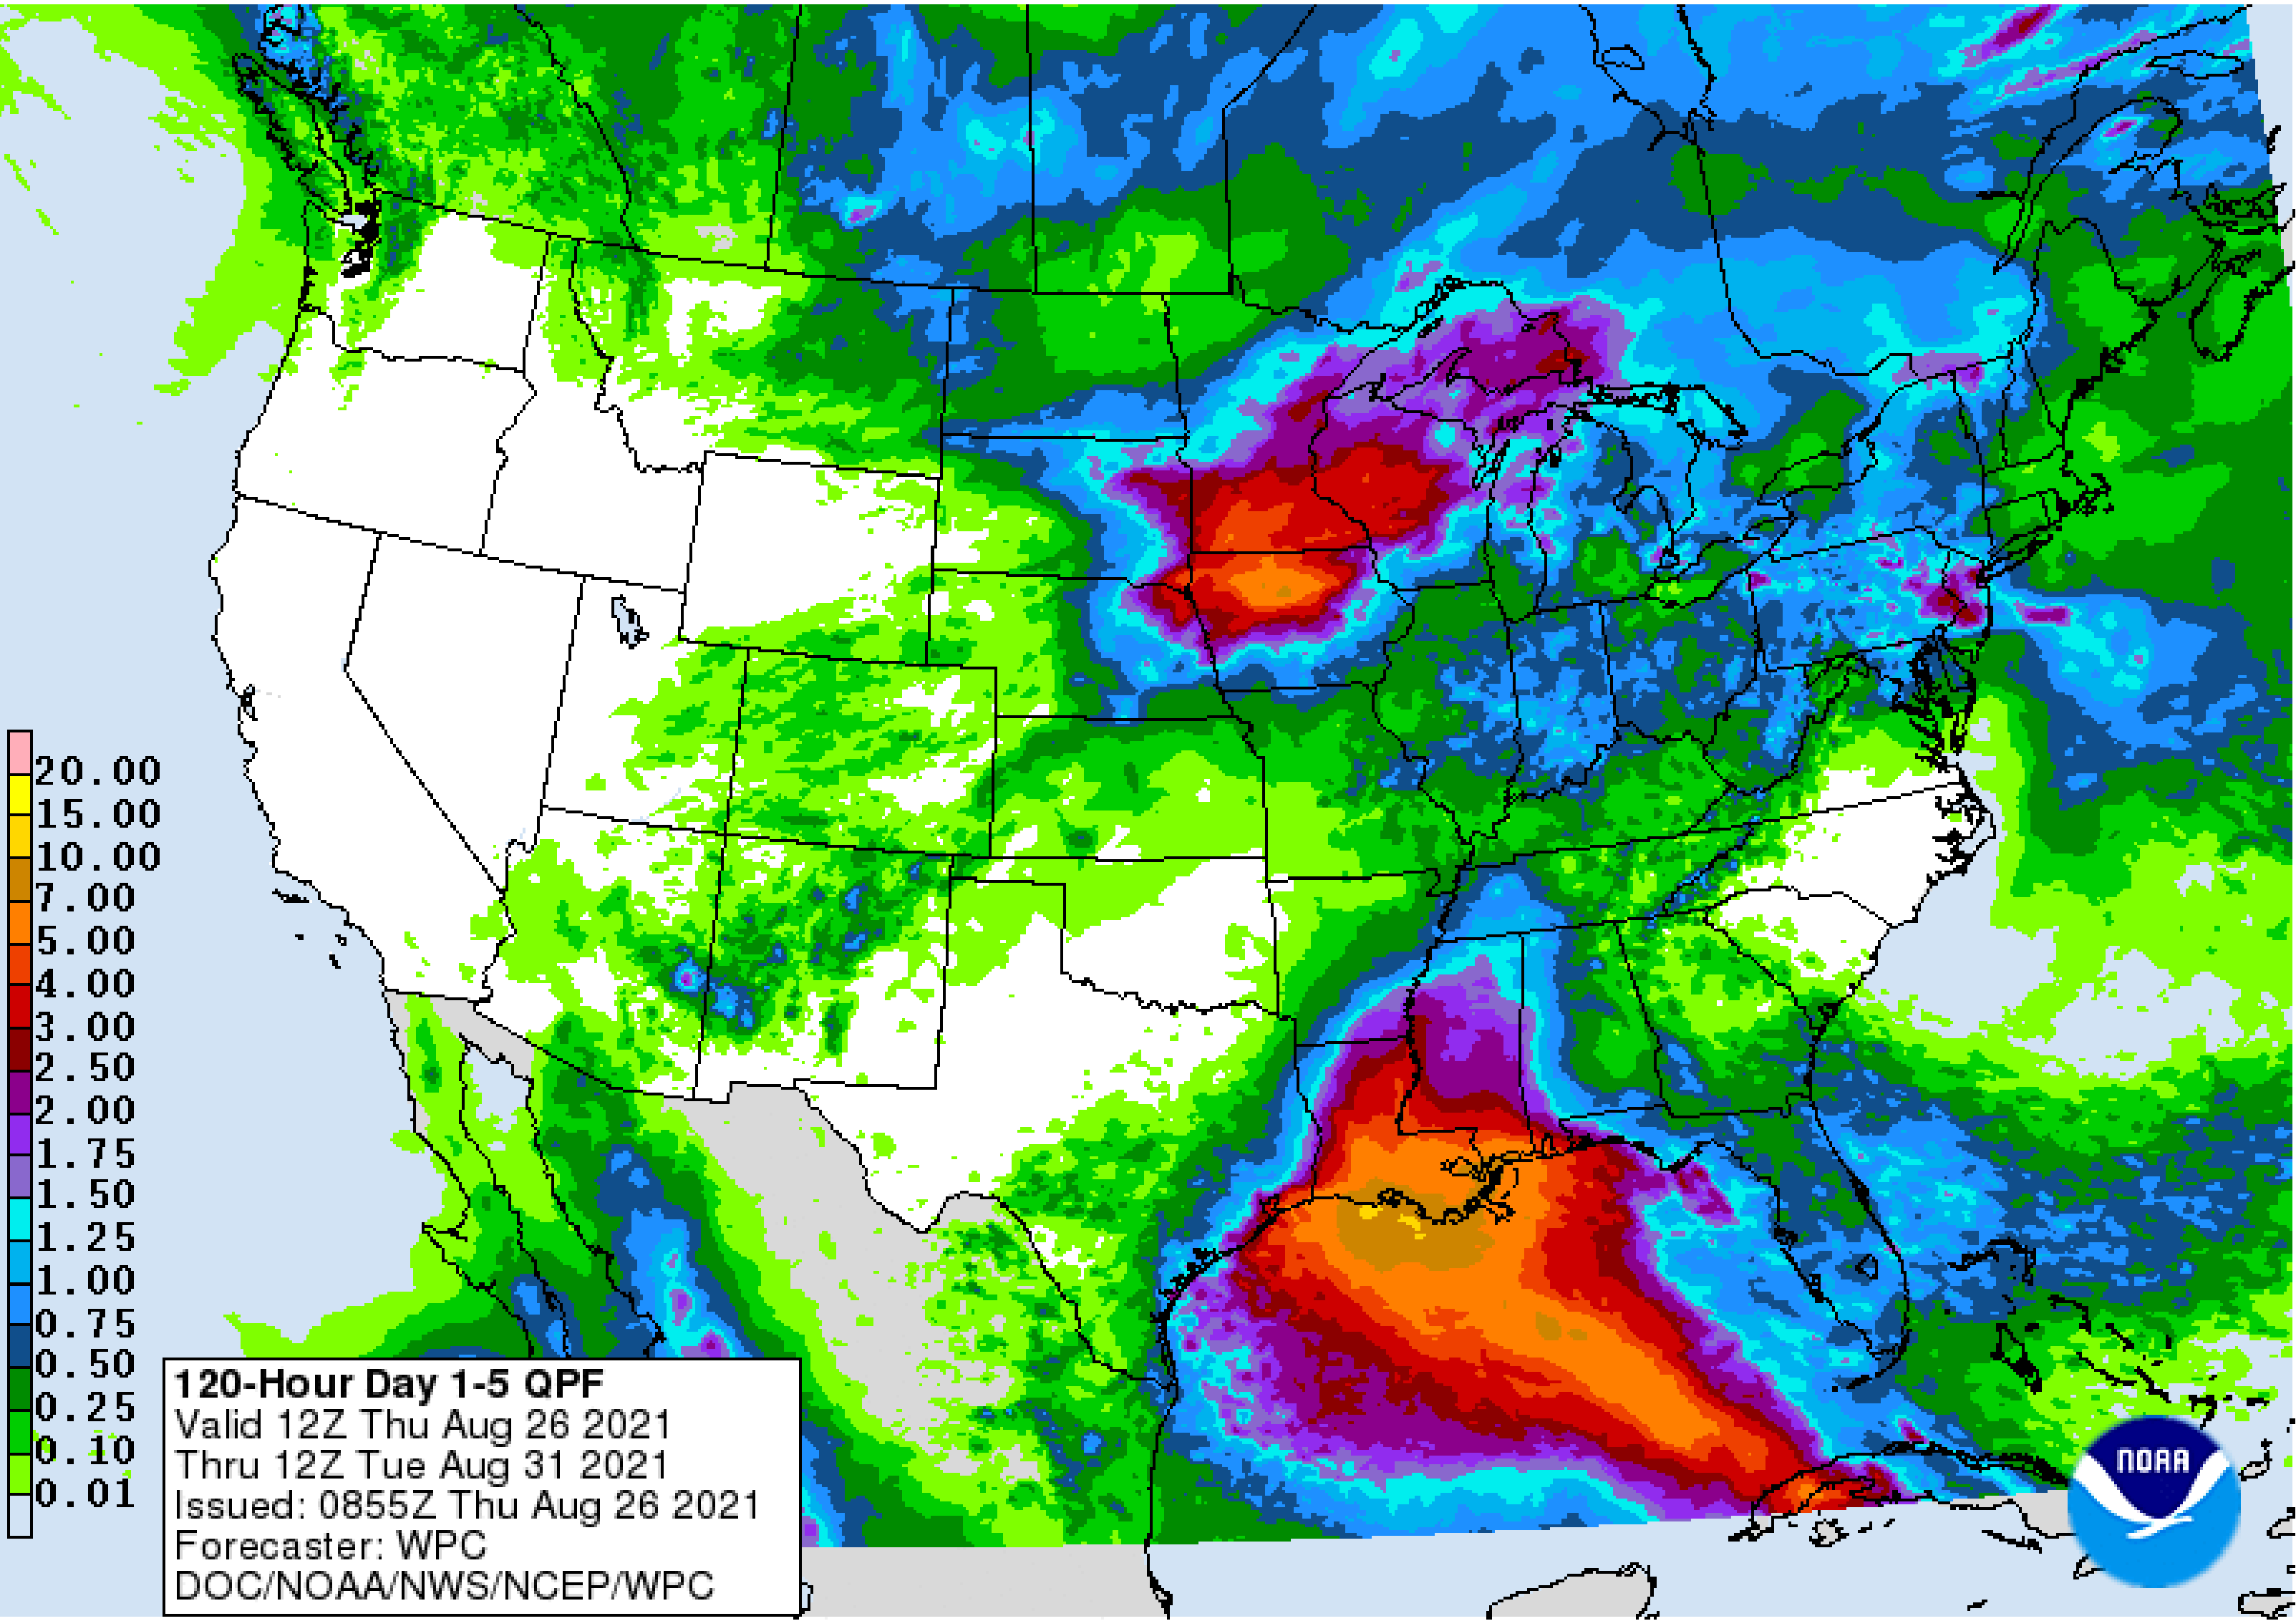 20.00
15.00
10.00
7.00
5.00
4.00
3.00
2.50
2.00
1.75
1.50
1.25
1.00
0.75
0.50
0.25
0.10
0.01
120-Hour Day 1-5 QPF
Valid 12Z Thu Aug 26 2021
Thru 12Z Tue Aug 31 2021
Issued: 0855Z Thu Aug 26 2021
Forecaster: WPC
DOC/NOAA/NWS/NCEP/WPC
NOAA